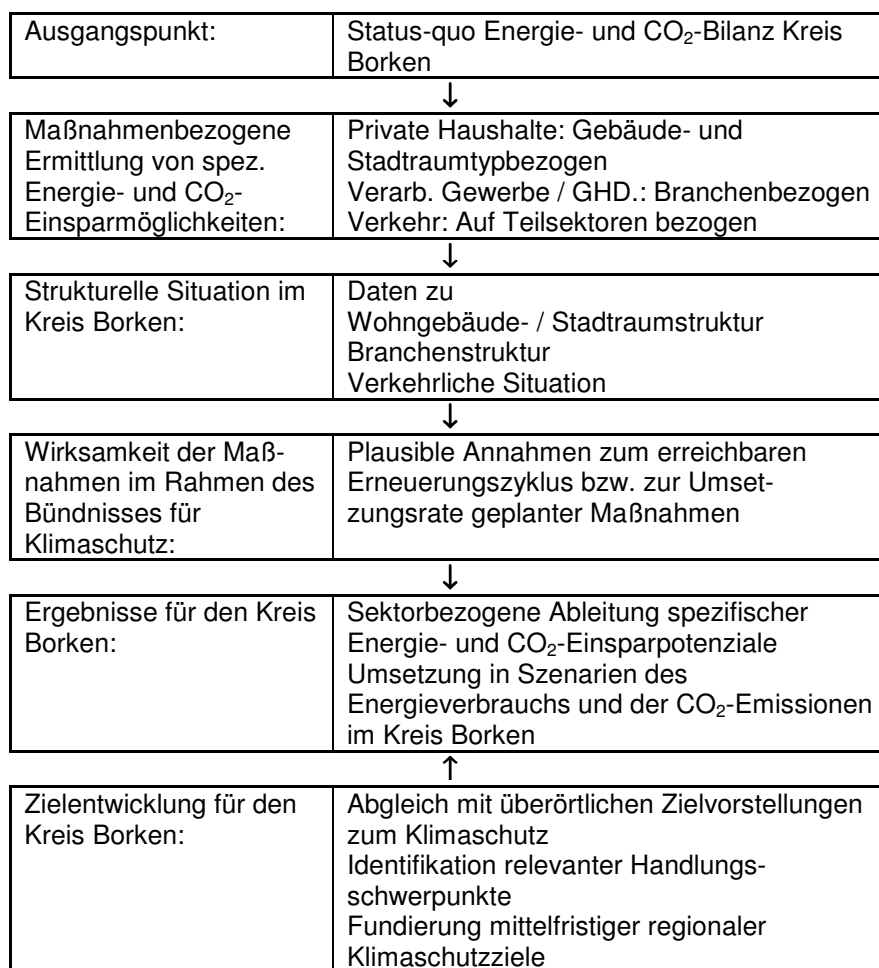 Ausgangspunkt:
Status-quo Energie- und CO₂-Bilanz Kreis
Borken
↓
Maßnahmenbezogene
Ermittlung von spez.
Energie- und CO₂-
Einsparmöglichkeiten:
Private Haushalte: Gebäude- und
Stadtraumtypbezogen
Verarb. Gewerbe / GHD.: Branchenbezogen
Verkehr: Auf Teilsektoren bezogen
↓
Strukturelle Situation im
Kreis Borken:
Daten zu
Wohngebäude- / Stadtraumstruktur
Branchenstruktur
Verkehrliche Situation
↓
Wirksamkeit der Maß-
nahmen im Rahmen des
Bündnisses für
Klimaschutz:
Plausible Annahmen zum erreichbaren
Erneuerungszyklus bzw. zur Umset-
zungsrate geplanter Maßnahmen
↓
Ergebnisse für den Kreis
Borken:
Sektorbezogene Ableitung spezifischer
Energie- und CO₂-Einsparpotenziale
Umsetzung in Szenarien des
Energieverbrauchs und der CO₂-Emissionen
im Kreis Borken
↑
Zielentwicklung für den
Kreis Borken:
Abgleich mit überörtlichen Zielvorstellungen
zum Klimaschutz
Identifikation relevanter Handlungs-
schwerpunkte
Fundierung mittelfristiger regionaler
Klimaschutzziele